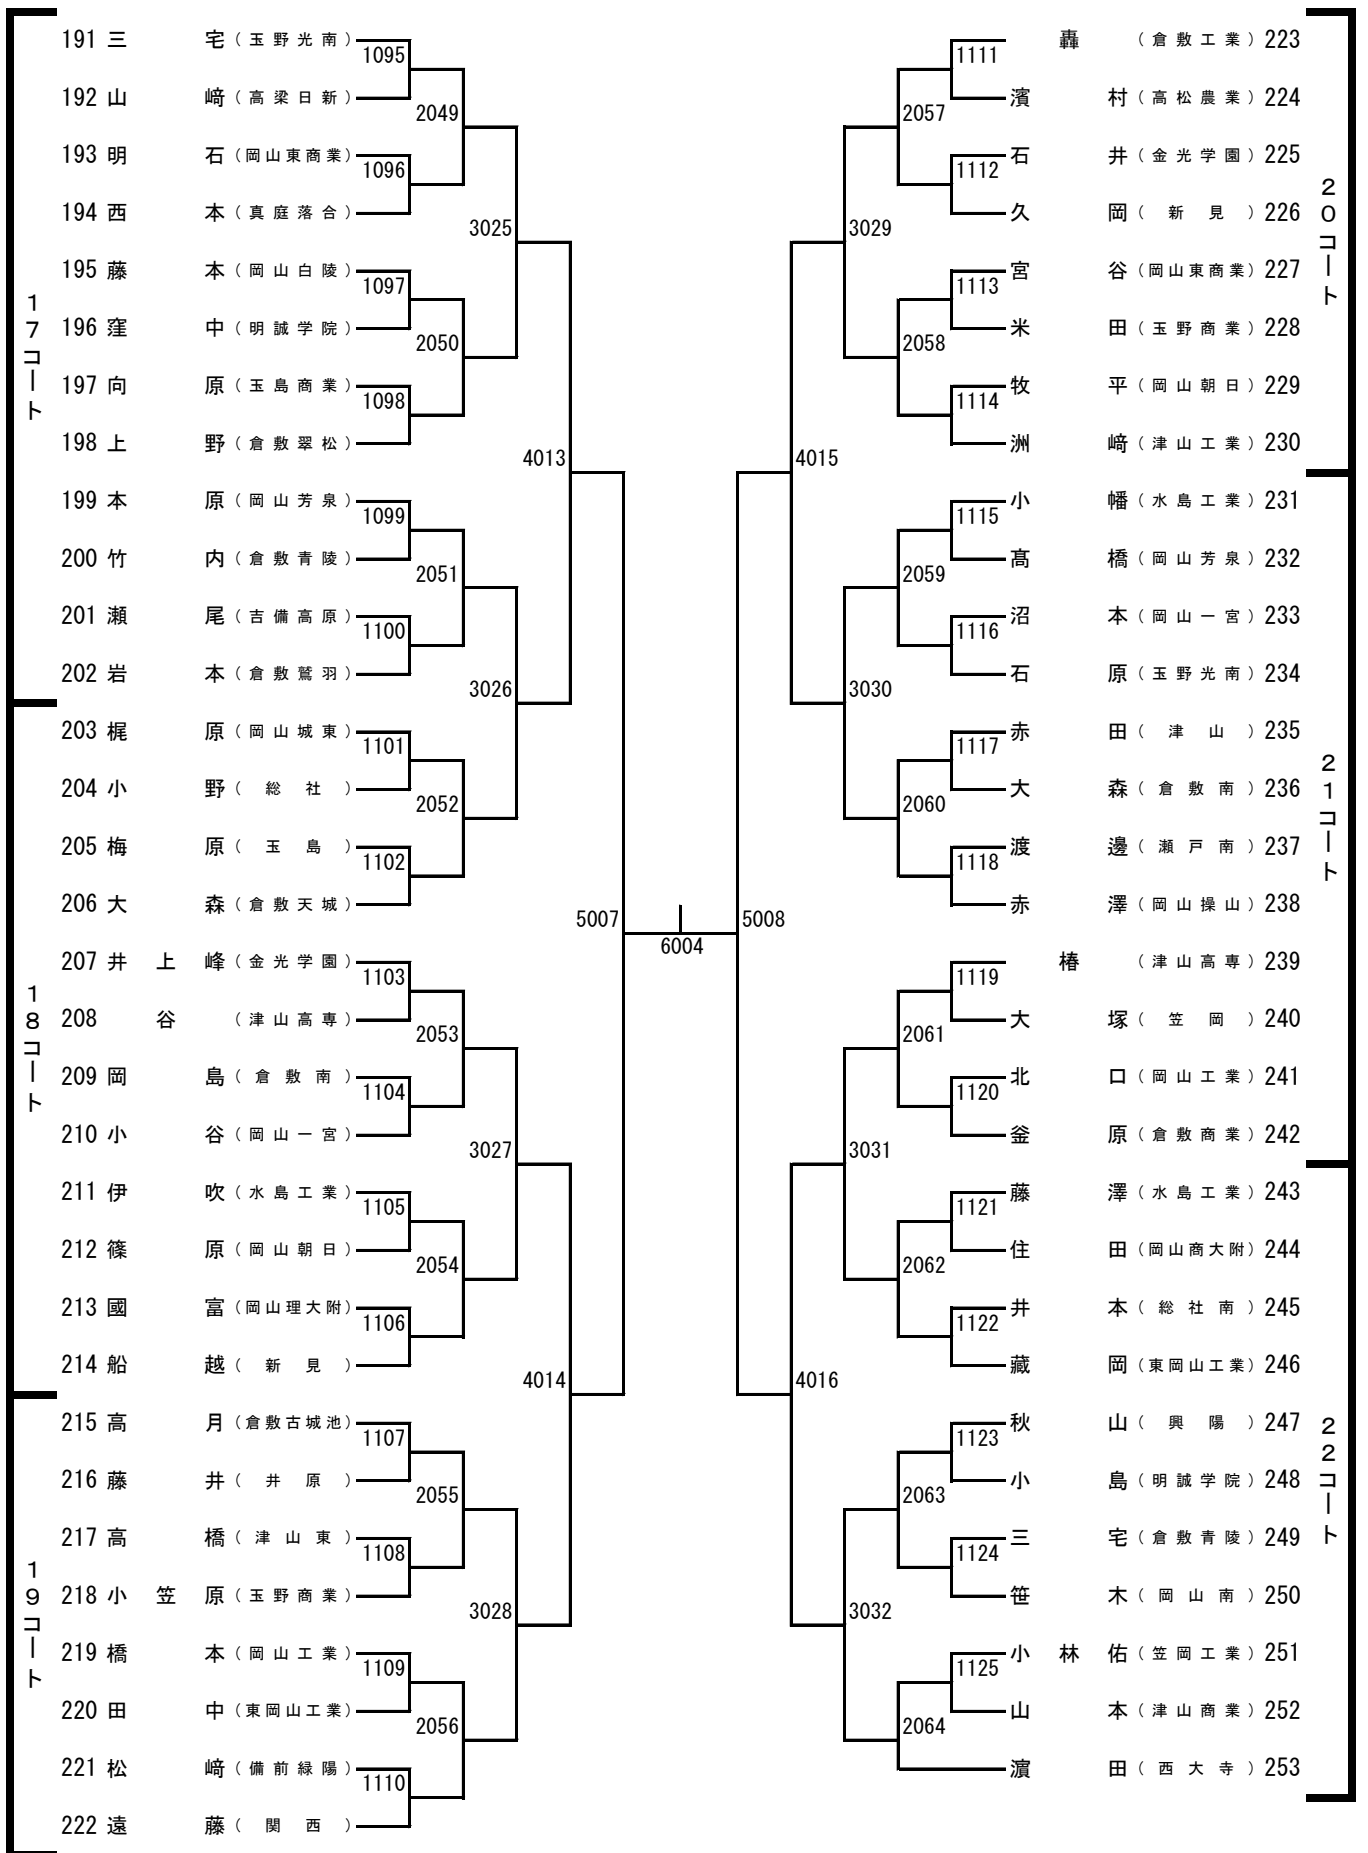 17コート
191 三宅 (玉野光南)
1095
192 山﨑 (高梁日新)
2049
193 明石 (岡山東商業)
1096
194 西本 (真庭落合)
3025
195 藤本 (岡山白陵)
1097
196 窪中 (明誠学院)
2050
197 向原 (玉島商業)
1098
198 上野 (倉敷翠松)
4013
199 本原 (岡山芳泉)
1099
200 竹内 (倉敷青陵)
2051
201 瀬尾 (吉備高原)
1100
202 岩本 (倉敷鷲羽)
3026
18コート
203 梶原 (岡山城東)
1101
204 小野 (総社)
2052
205 梅原 (玉島)
1102
206 大森 (倉敷天城)
5007
207 井上峰 (金光学園)
1103
208 谷 (津山高専)
2053
209 岡島 (倉敷南)
1104
210 小谷 (岡山一宮)
3027
211 伊吹 (水島工業)
1105
212 篠原 (岡山朝日)
2054
213 國富 (岡山理大附)
1106
214 船越 (新見)
4014
19コート
215 高月 (倉敷古城池)
1107
216 藤井 (井原)
2055
217 高橋 (津山東)
1108
218 小笠原 (玉野商業)
3028
219 橋本 (岡山工業)
1109
220 田中 (東岡山工業)
2056
221 松﨑 (備前緑陽)
1110
222 遠藤 (関西)
6004
20コート
轟 (倉敷工業) 223
1111
濱村 (高松農業) 224
2057
石井 (金光学園) 225
1112
久岡 (新見) 226
3029
宮谷 (岡山東商業) 227
1113
米田 (玉野商業) 228
2058
牧平 (岡山朝日) 229
1114
洲﨑 (津山工業) 230
4015
21コート
小幡 (水島工業) 231
1115
髙橋 (岡山芳泉) 232
2059
沼本 (岡山一宮) 233
1116
石原 (玉野光南) 234
3030
赤田 (津山) 235
1117
大森 (倉敷南) 236
2060
渡邊 (瀬戸南) 237
1118
赤澤 (岡山操山) 238
5008
椿 (津山高専) 239
1119
大塚 (笠岡) 240
2061
北口 (岡山工業) 241
1120
釜原 (倉敷商業) 242
3031
22コート
藤澤 (水島工業) 243
1121
住田 (岡山商大附) 244
2062
井本 (総社南) 245
1122
藏岡 (東岡山工業) 246
4016
秋山 (興陽) 247
1123
小島 (明誠学院) 248
2063
三宅 (倉敷青陵) 249
1124
笹木 (岡山南) 250
3032
小林佑 (笠岡工業) 251
1125
山本 (津山商業) 252
2064
濵田 (西大寺) 253